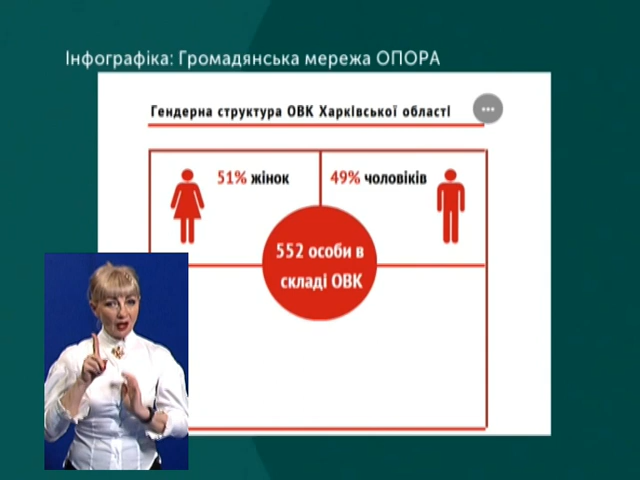 Інфографіка: Громадянська мережа ОПОРА
Гендерна структура ОВК Харківської області
51% жінок
49% чоловіків
552 особи в
складі ОВК